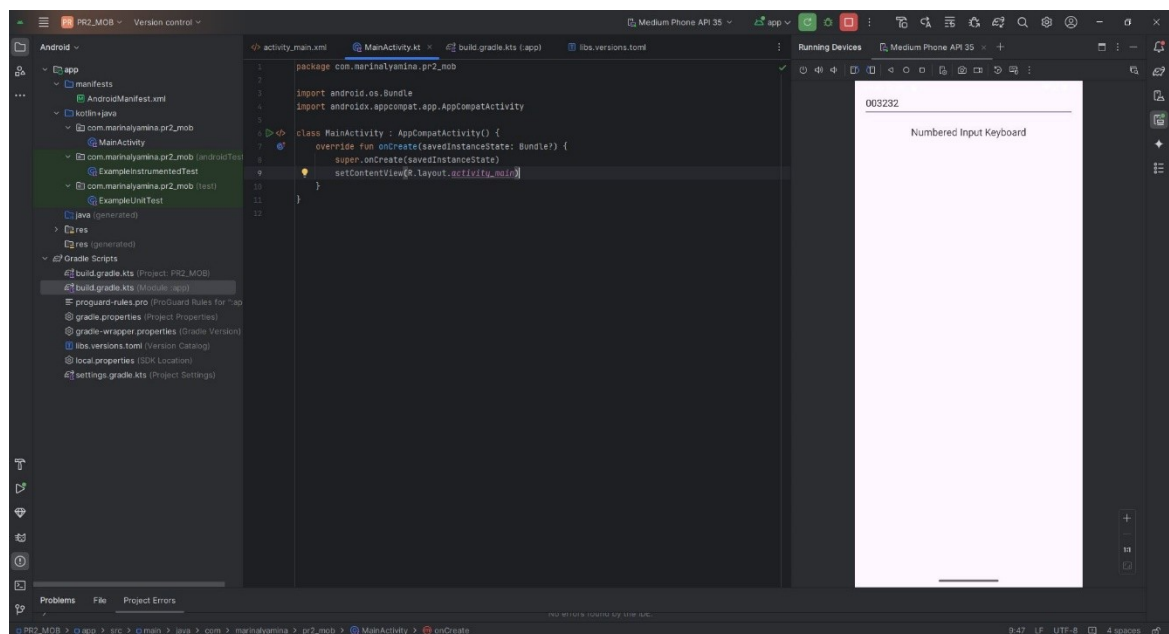 PR PR2_MOB Version control
Medium Phone API 35
app
Android
app
manifests
AndroidManifest.xml
kotlin+java
com.marinalyamina.pr2_mob
MainActivity
com.marinalyamina.pr2_mob (androidTest
ExampleInstrumentedTest
com.marinalyamina.pr2_mob (test)
ExampleUnitTest
java (generated)
res
res (generated)
Gradle Scripts
build.gradle.kts (Project: PR2_MOB)
build.gradle.kts (Module :app)
proguard-rules.pro (ProGuard Rules for ":ap
gradle.properties (Project Properties)
gradle-wrapper.properties (Gradle Version)
libs.versions.toml (Version Catalog)
local.properties (SDK Location)
settings.gradle.kts (Project Settings)
activity_main.xml MainActivity.kt build.gradle.kts (:app) libs.versions.toml
1 package com.marinalyamina.pr2_mob
2
3 import android.os.Bundle
4 import androidx.appcompat.app.AppCompatActivity
5
6 class MainActivity : AppCompatActivity() {
7 override fun onCreate(savedInstanceState: Bundle?) {
8 super.onCreate(savedInstanceState)
9 setContentView(R.layout.activity_main)
10 }
11 }
12
Running Devices Medium Phone API 35
003232
Numbered Input Keyboard
1:1
Problems File Project Errors
No errors found by the IDE.
PR2_MOB > app > src > main > java > com > marinalyamina > pr2_mob > MainActivity > onCreate
9:47 LF UTF-8 4 spaces